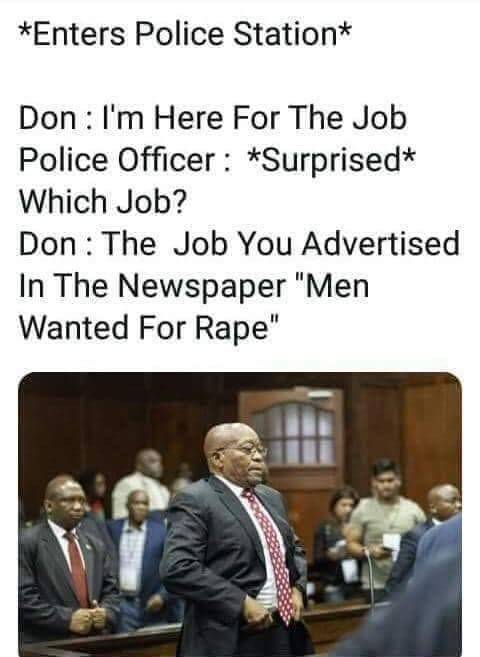 *Enters Police Station*
Don : I'm Here For The Job
Police Officer :  *Surprised*
Which Job?
Don : The  Job You Advertised
In The Newspaper "Men
Wanted For Rape"